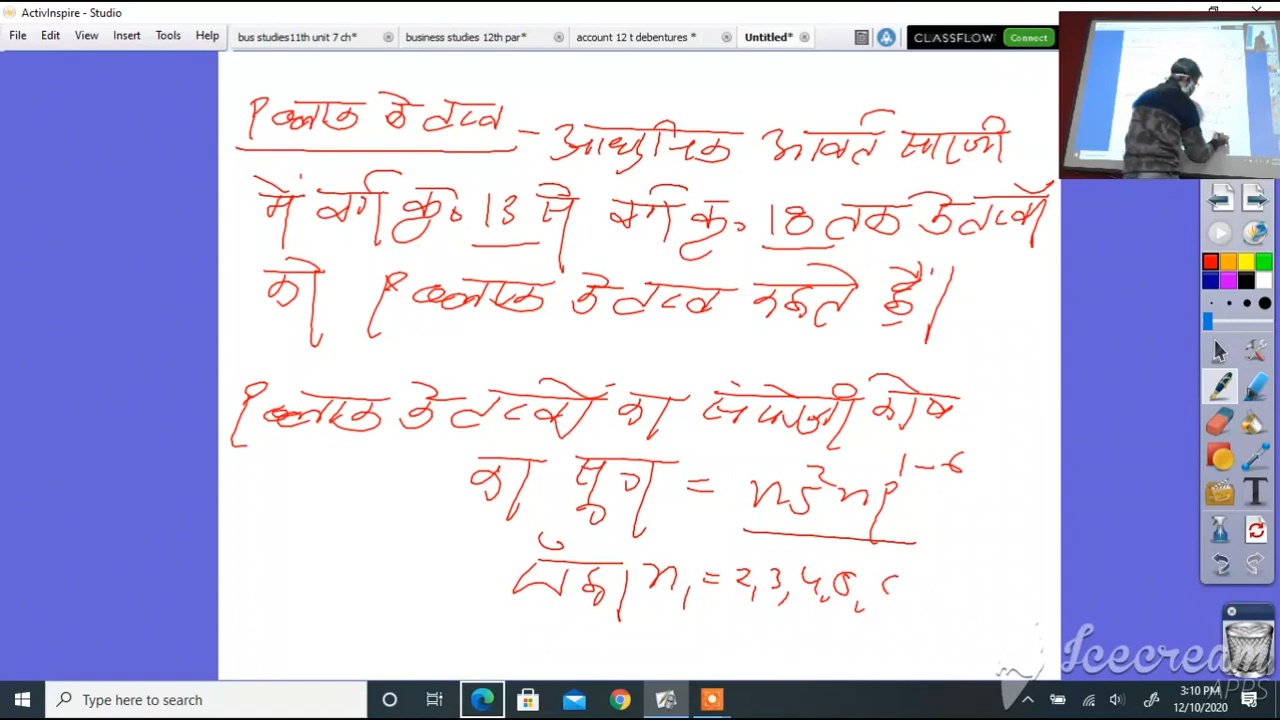 ActivInspire - Studio
File Edit View Insert Tools Help
bus studies11th unit 7 ch* business studies 12th par* account 12 t debentures * Untitled* CLASSFLOW Connect
P ब्लाक के तत्व - आधुनिक आवर्त सारणी
में वर्ग क्र. 13 से वर्ग क्र. 18 तक के तत्वों
को P ब्लाक के तत्व कहते हैं।
P ब्लाक के तत्वों का संयोजी कोष
का सूत्र = ns²np¹⁻⁶
n, = 2, 3, 4, 5,
Icecream
APPS
Type here to search
3:10 PM
12/10/2020